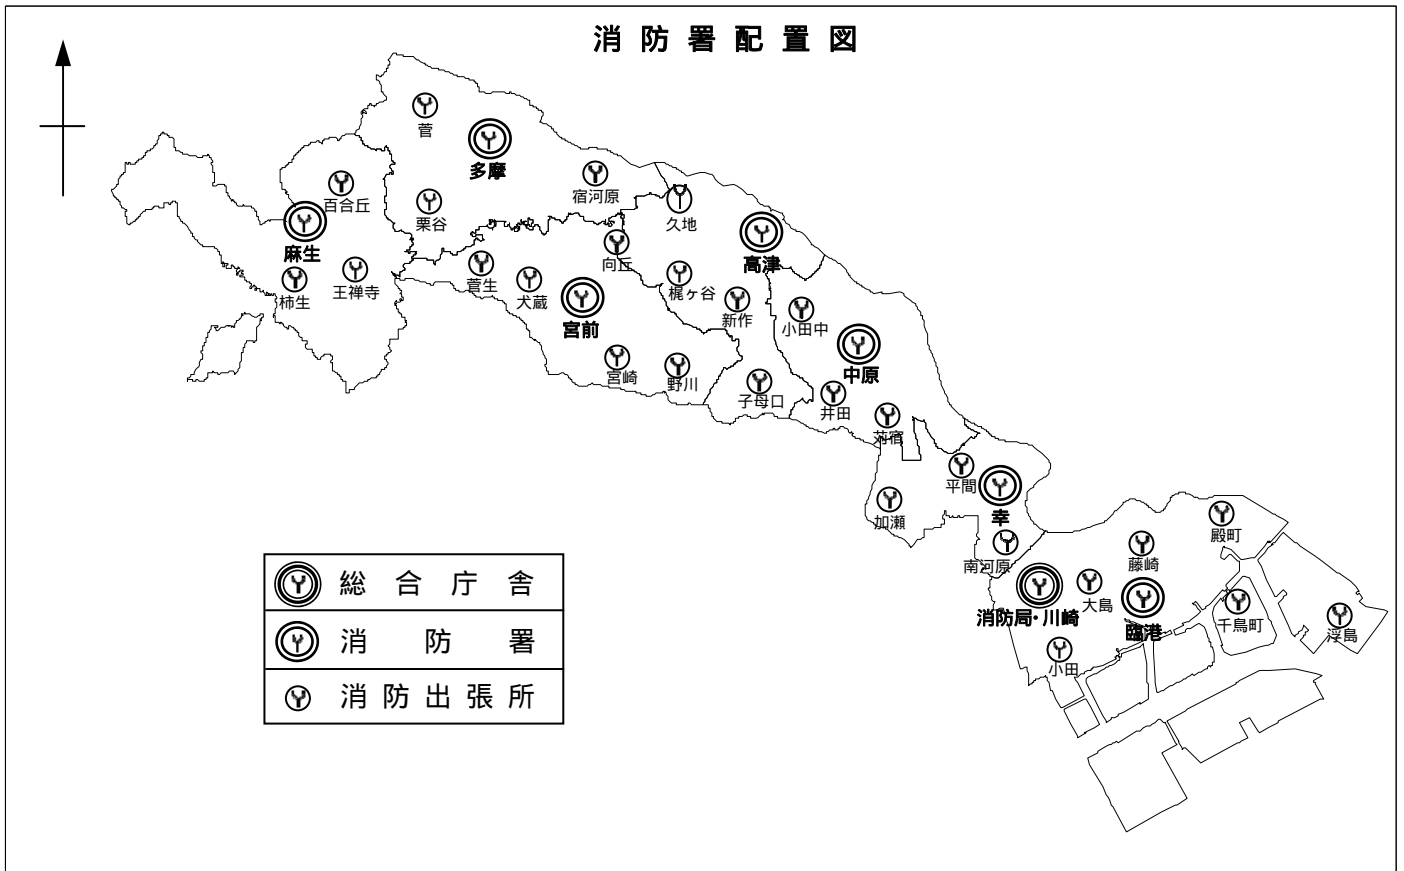 消防署配置図
菅
多摩
宿河原
百合丘
栗谷
久地
麻生
向丘
高津
柿生
王禅寺
菅生
犬蔵
梶ヶ谷
宮前
新作
小田中
宮崎
野川
中原
子母口
井田
苅宿
平間
加瀬
幸
殿町
南河原
藤崎
大島
消防局・川崎
臨港
千鳥町
浮島
小田
総合庁舎
消防署
消防出張所